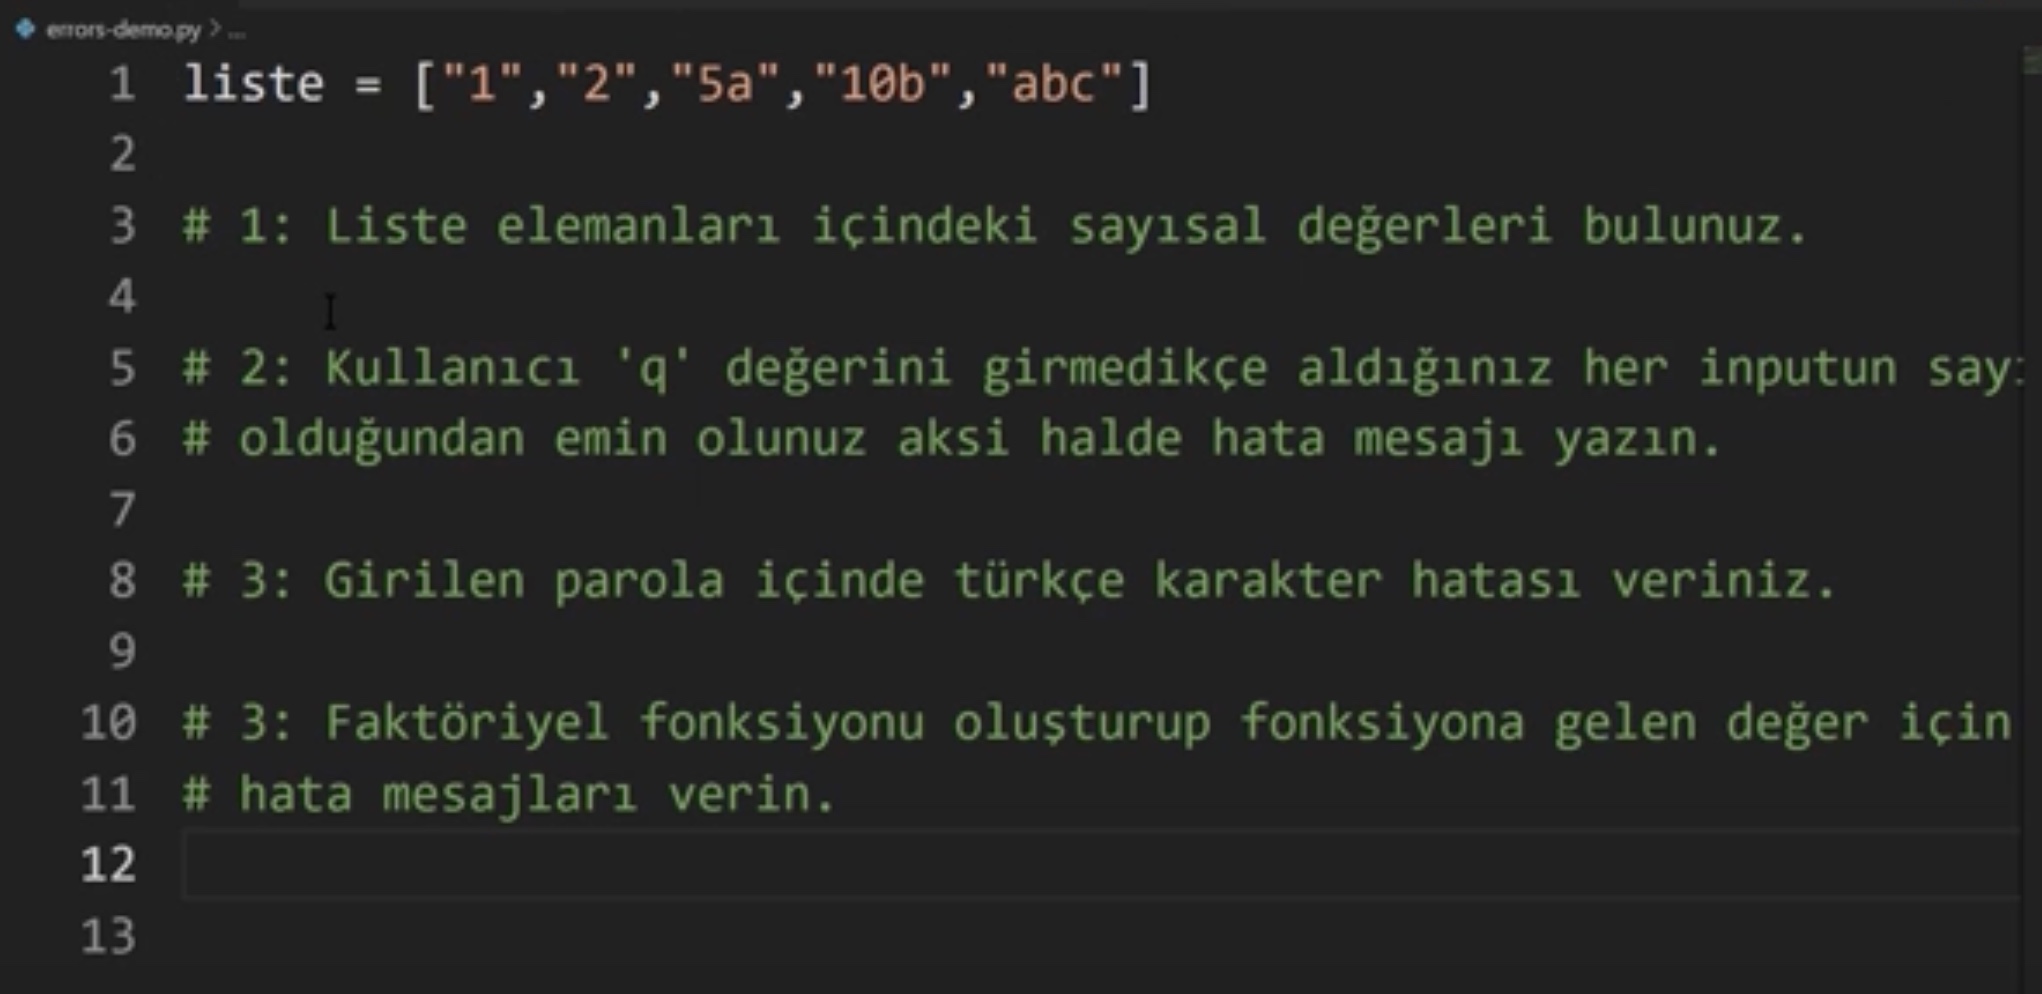 errors-demo.py > ...
1 liste = ["1","2","5a","10b","abc"]
2
3 # 1: Liste elemanları içindeki sayısal değerleri bulunuz.
4
5 # 2: Kullanıcı 'q' değerini girmedikçe aldığınız her inputun
6 # olduğundan emin olunuz aksi halde hata mesajı yazın.
7
8 # 3: Girilen parola içinde türkçe karakter hatası veriniz.
9
10 # 3: Faktöriyel fonksiyonu oluşturup fonksiyona gelen değer için
11 # hata mesajları verin.
12
13